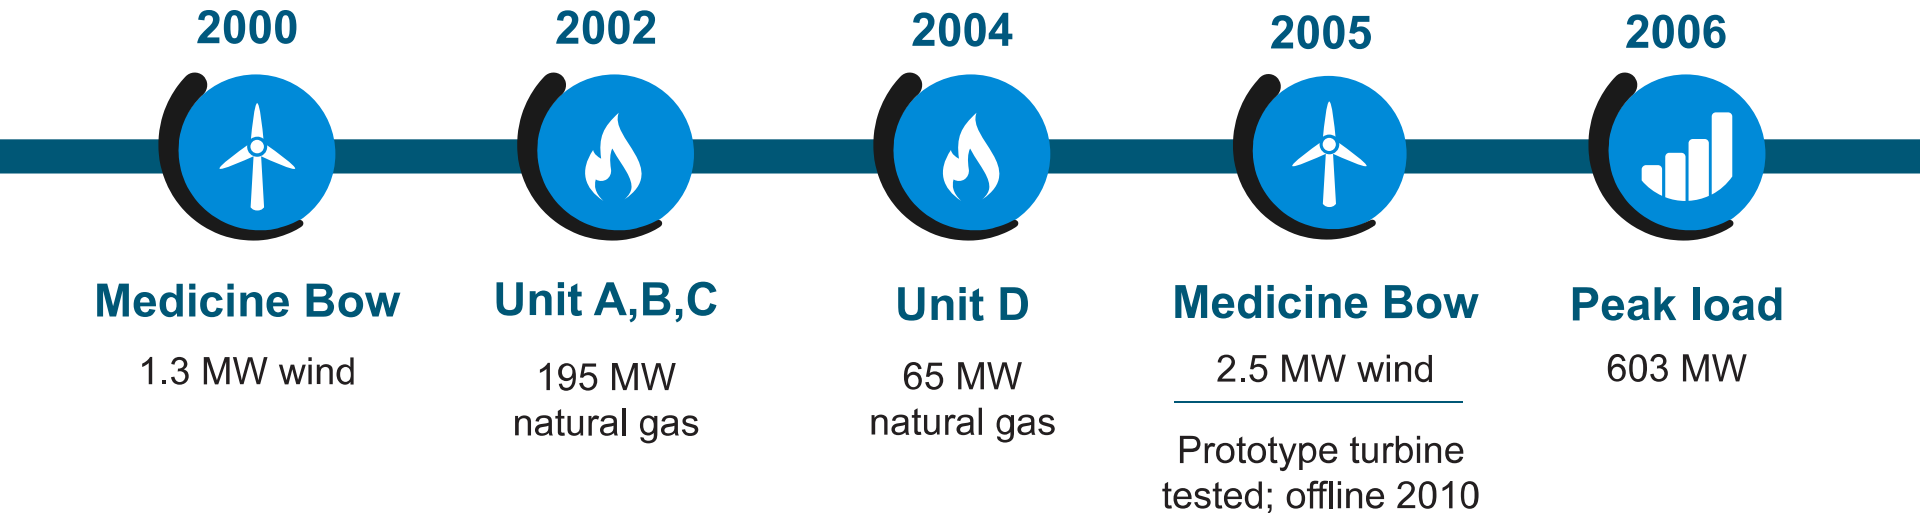 2000
Medicine Bow
1.3 MW wind
2002
Unit A,B,C
195 MW
natural gas
2004
Unit D
65 MW
natural gas
2005
Medicine Bow
2.5 MW wind
Prototype turbine
tested; offline 2010
2006
Peak load
603 MW